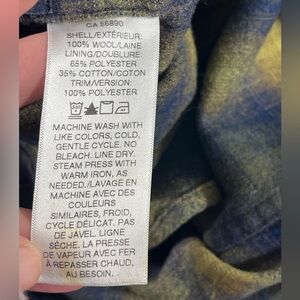 CA 56890
SHELL/EXTÉRIEUR:
100% WOOL/LAINE
LINING/DOUBLURE:
65% POLYESTER
35% COTTON/COTON
TRIM/VERSION:
100% POLYESTER
MACHINE WASH WITH
LIKE COLORS, COLD,
GENTLE CYCLE. NO
BLEACH. LINE DRY.
STEAM PRESS WITH
WARM IRON, AS
NEEDED./LAVAGE EN
MACHINE AVEC DES
COULEURS
SIMILAIRES, FROID,
CYCLE DÉLICAT. PAS
DE JAVEL. LIGNE
SÈCHE. LA PRESSE
DE VAPEUR AVEC FER
À REPASSER CHAUD,
AU BESOIN.